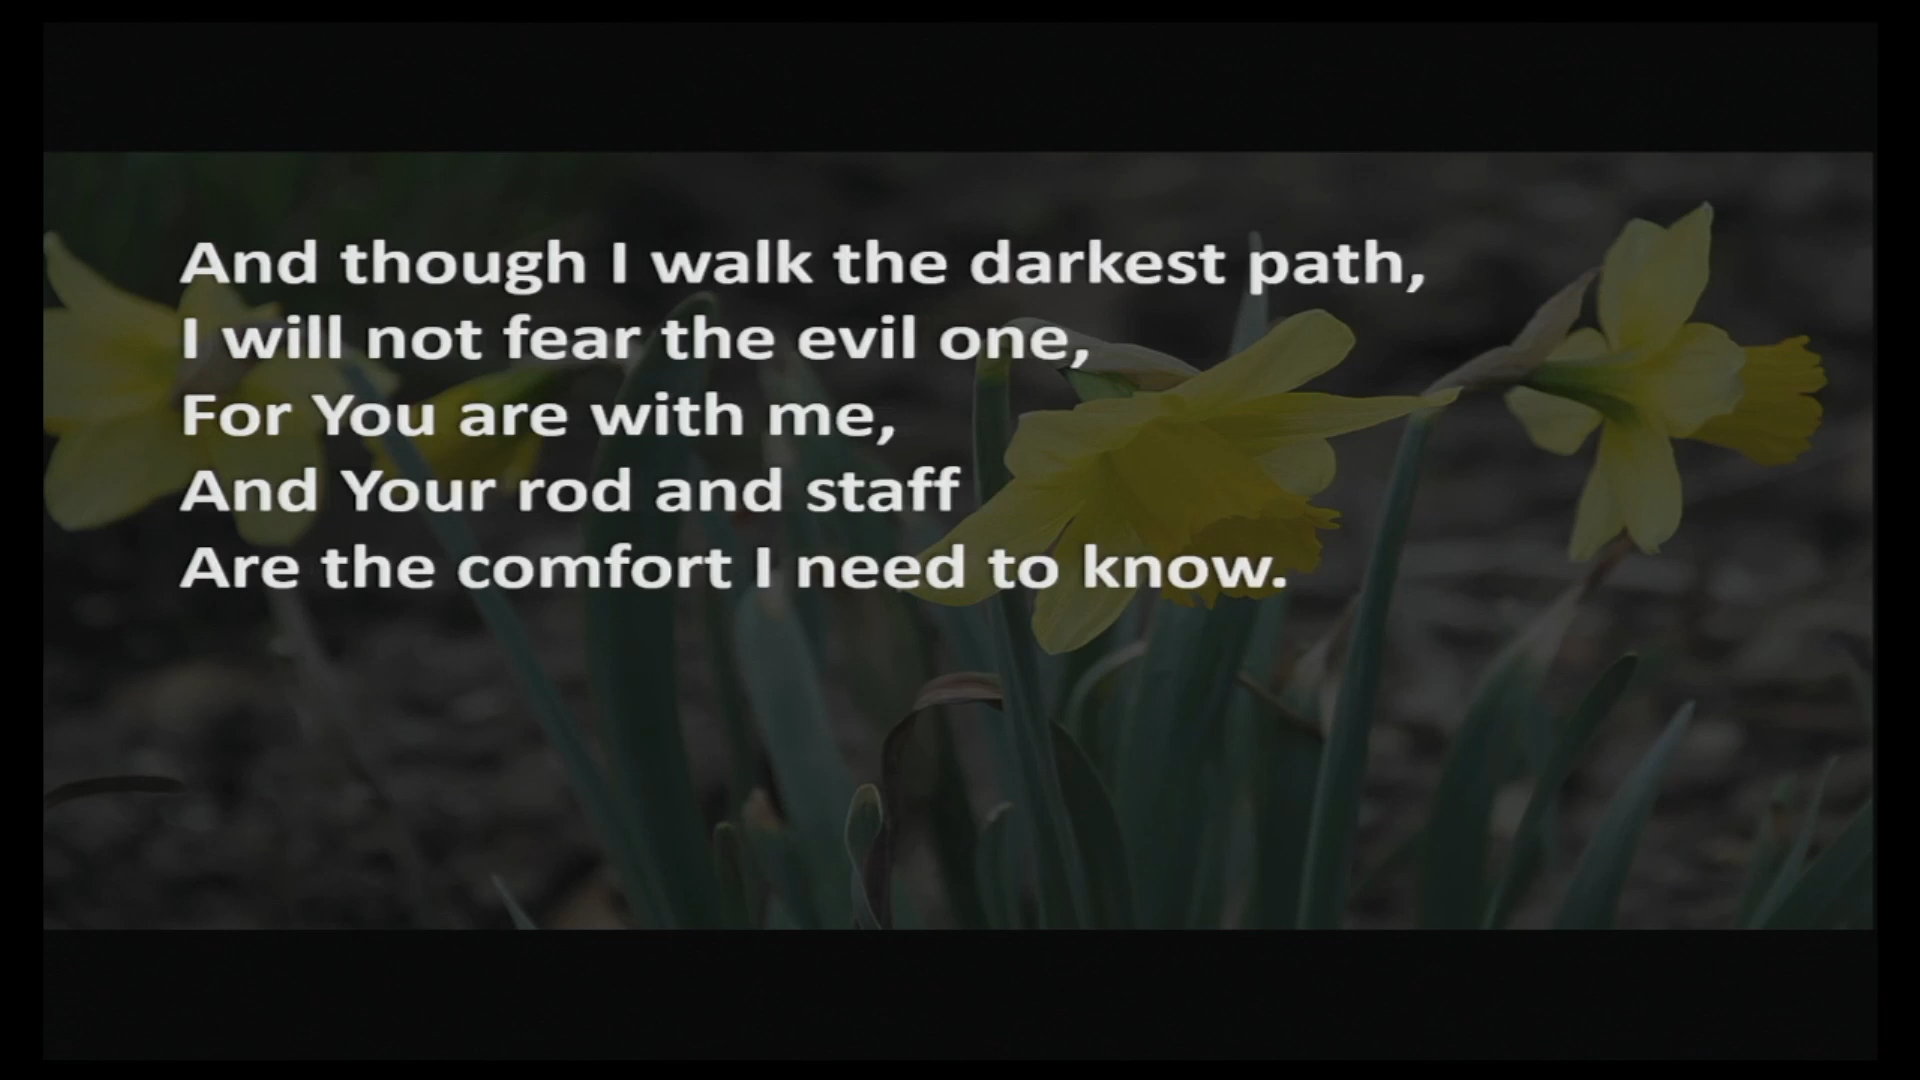 And though I walk the darkest path,
I will not fear the evil one,
For You are with me,
And Your rod and staff
Are the comfort I need to know.